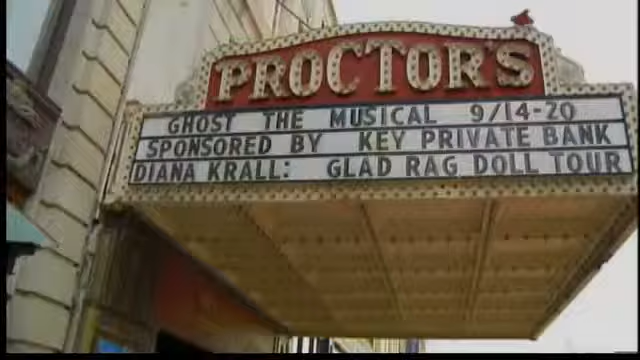 PROCTOR'S
GHOST THE MUSICAL 9/14-20
SPONSORED BY KEY PRIVATE BANK
DIANA KRALL: GLAD RAG DOLL TOUR